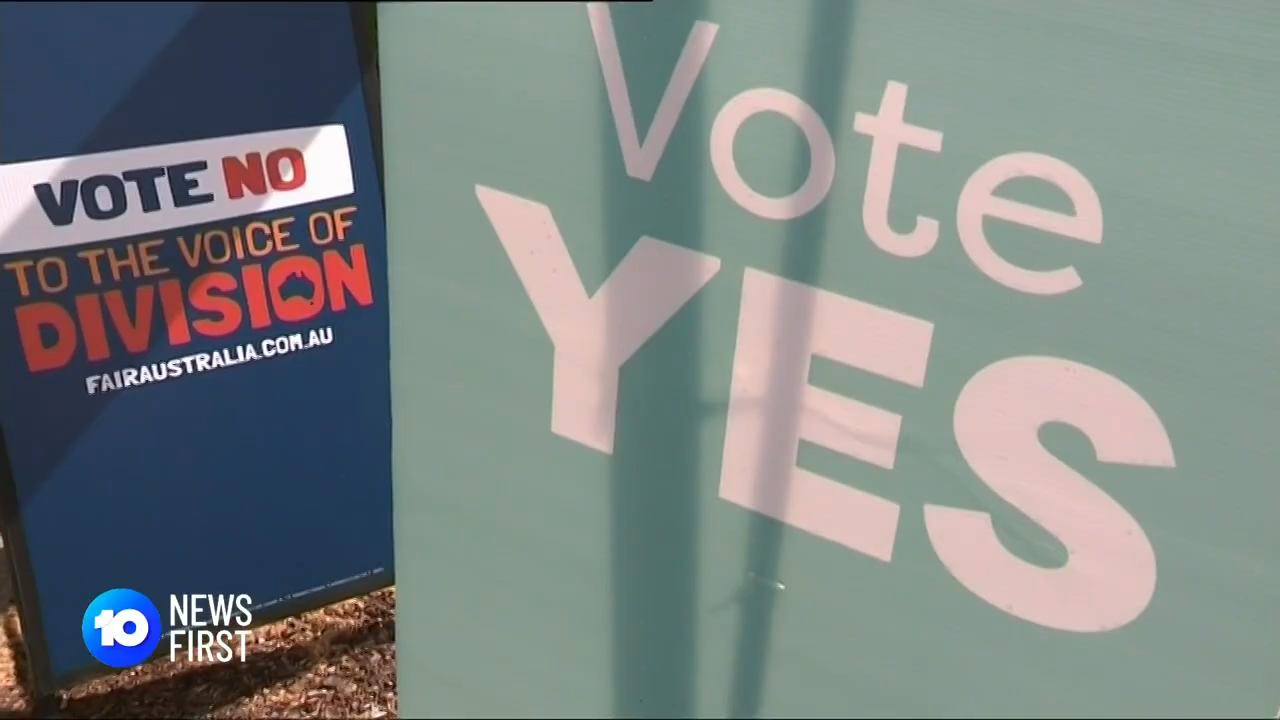 VOTE NO
TO THE VOICE OF
DIVISION
FAIRAUSTRALIA.COM.AU
Vote
YES
10 NEWS
FIRST